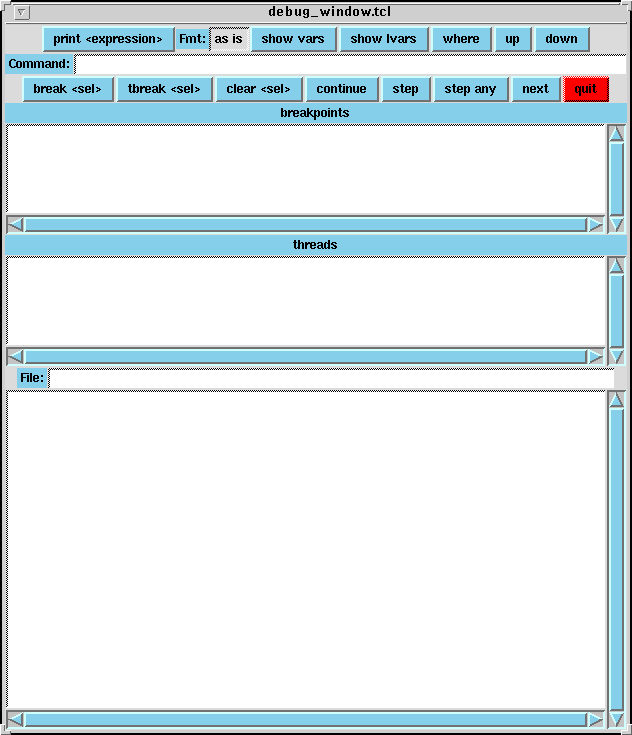 debug_window.tcl
print <expression> Fmt: as is show vars show lvars where up down
Command:
break <sel> tbreak <sel> clear <sel> continue step step any next quit
breakpoints
threads
File: